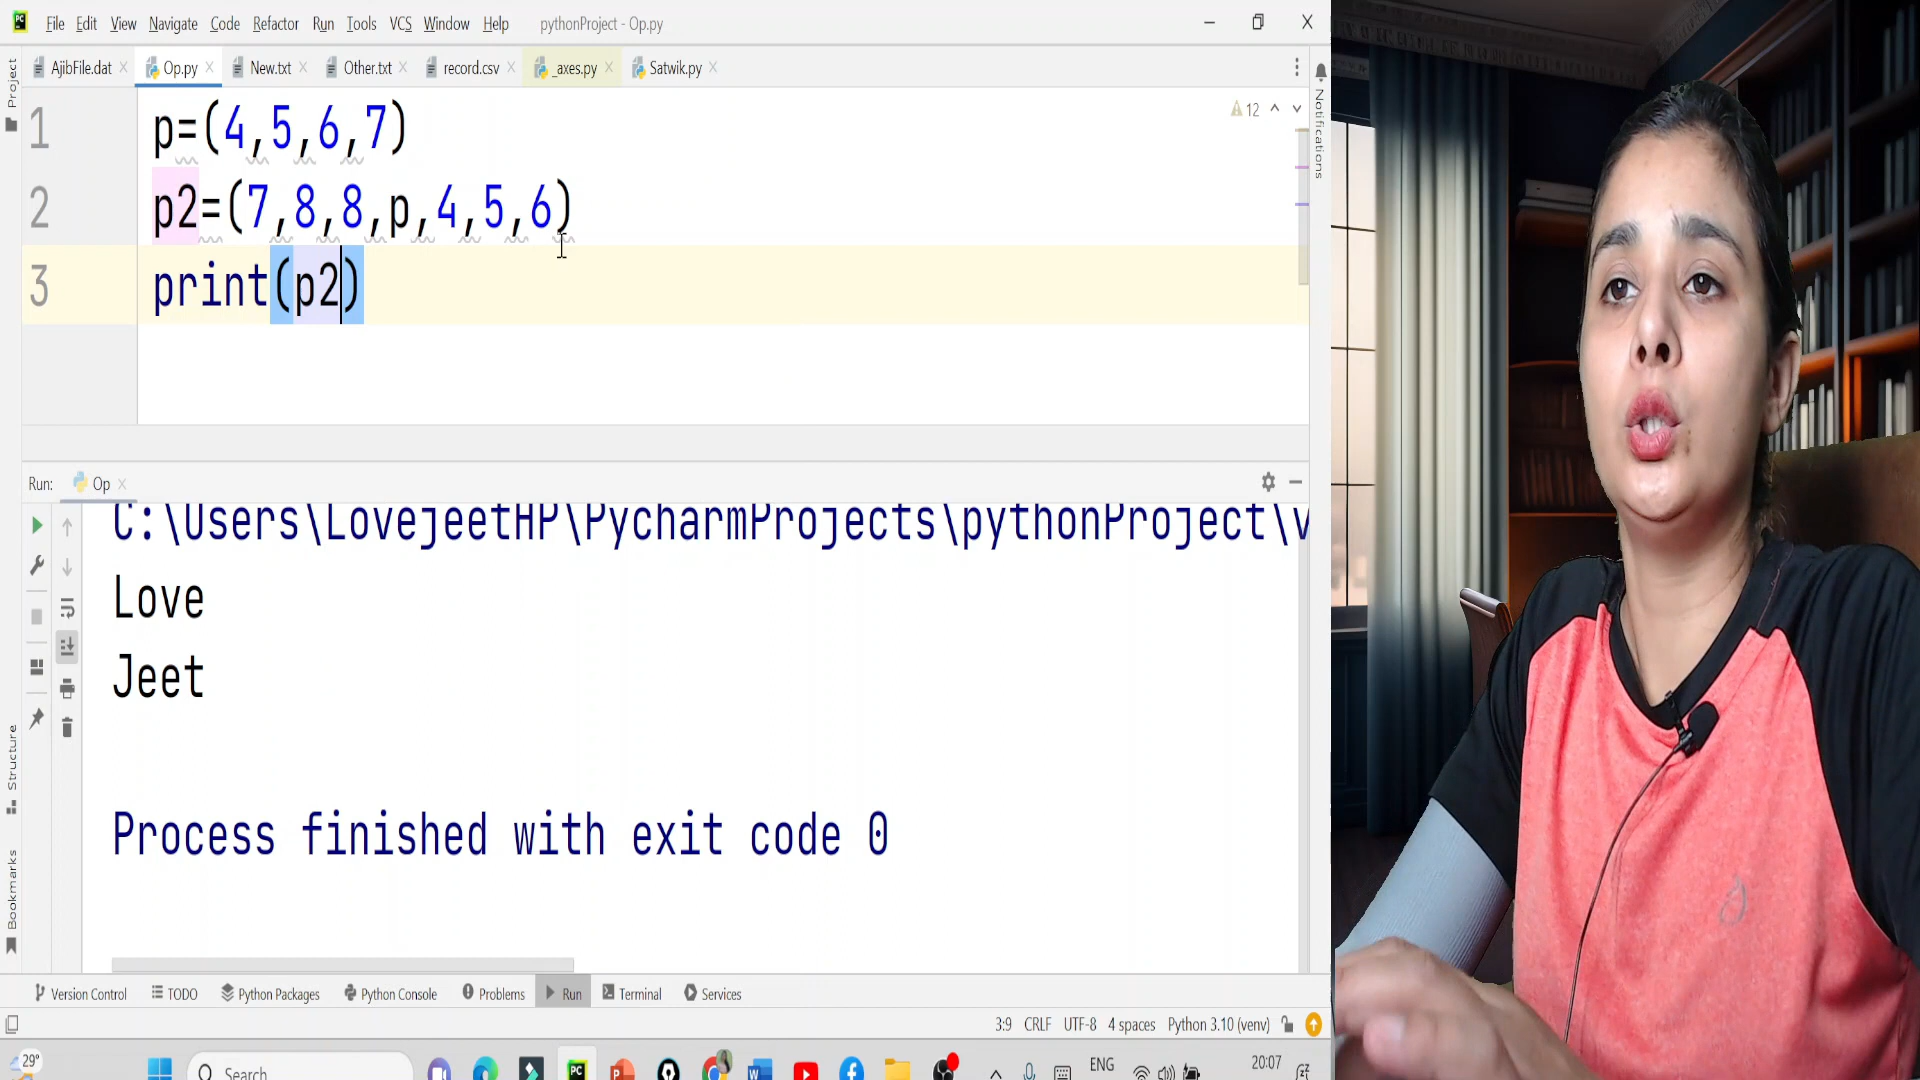 File Edit View Navigate Code Refactor Run Tools VCS Window Help pythonProject - Op.py
AjibFile.dat Op.py New.txt Other.txt record.csv _axes.py Satwik.py
Project
Notifications
12
1 p=(4,5,6,7)
2 p2=(7,8,8,p,4,5,6)
3 print(p2)
Run: Op
C:\Users\LovejeetHP\PycharmProjects\pythonProject\v
Love
Jeet
Process finished with exit code 0
Structure
Bookmarks
Version Control TODO Python Packages Python Console Problems Run Terminal Services
3:9 CRLF UTF-8 4 spaces Python 3.10 (venv)
29° Search ENG 20:07